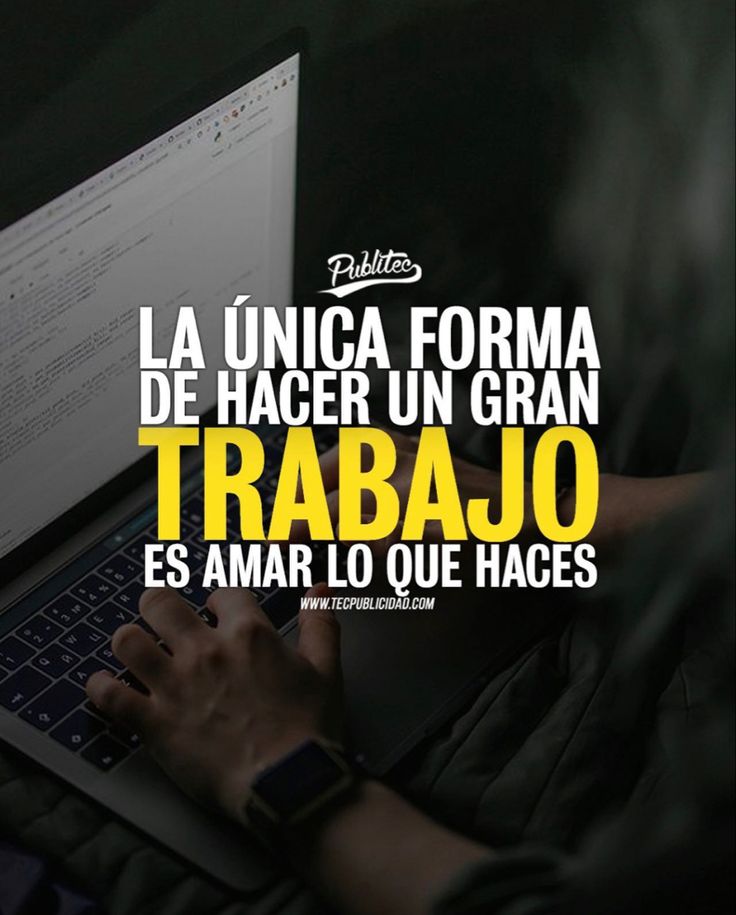 Publitec
LA ÚNICA FORMA
DE HACER UN GRAN
TRABAJO
ES AMAR LO QUE HACES
WWW.TECPUBLICIDAD.COM